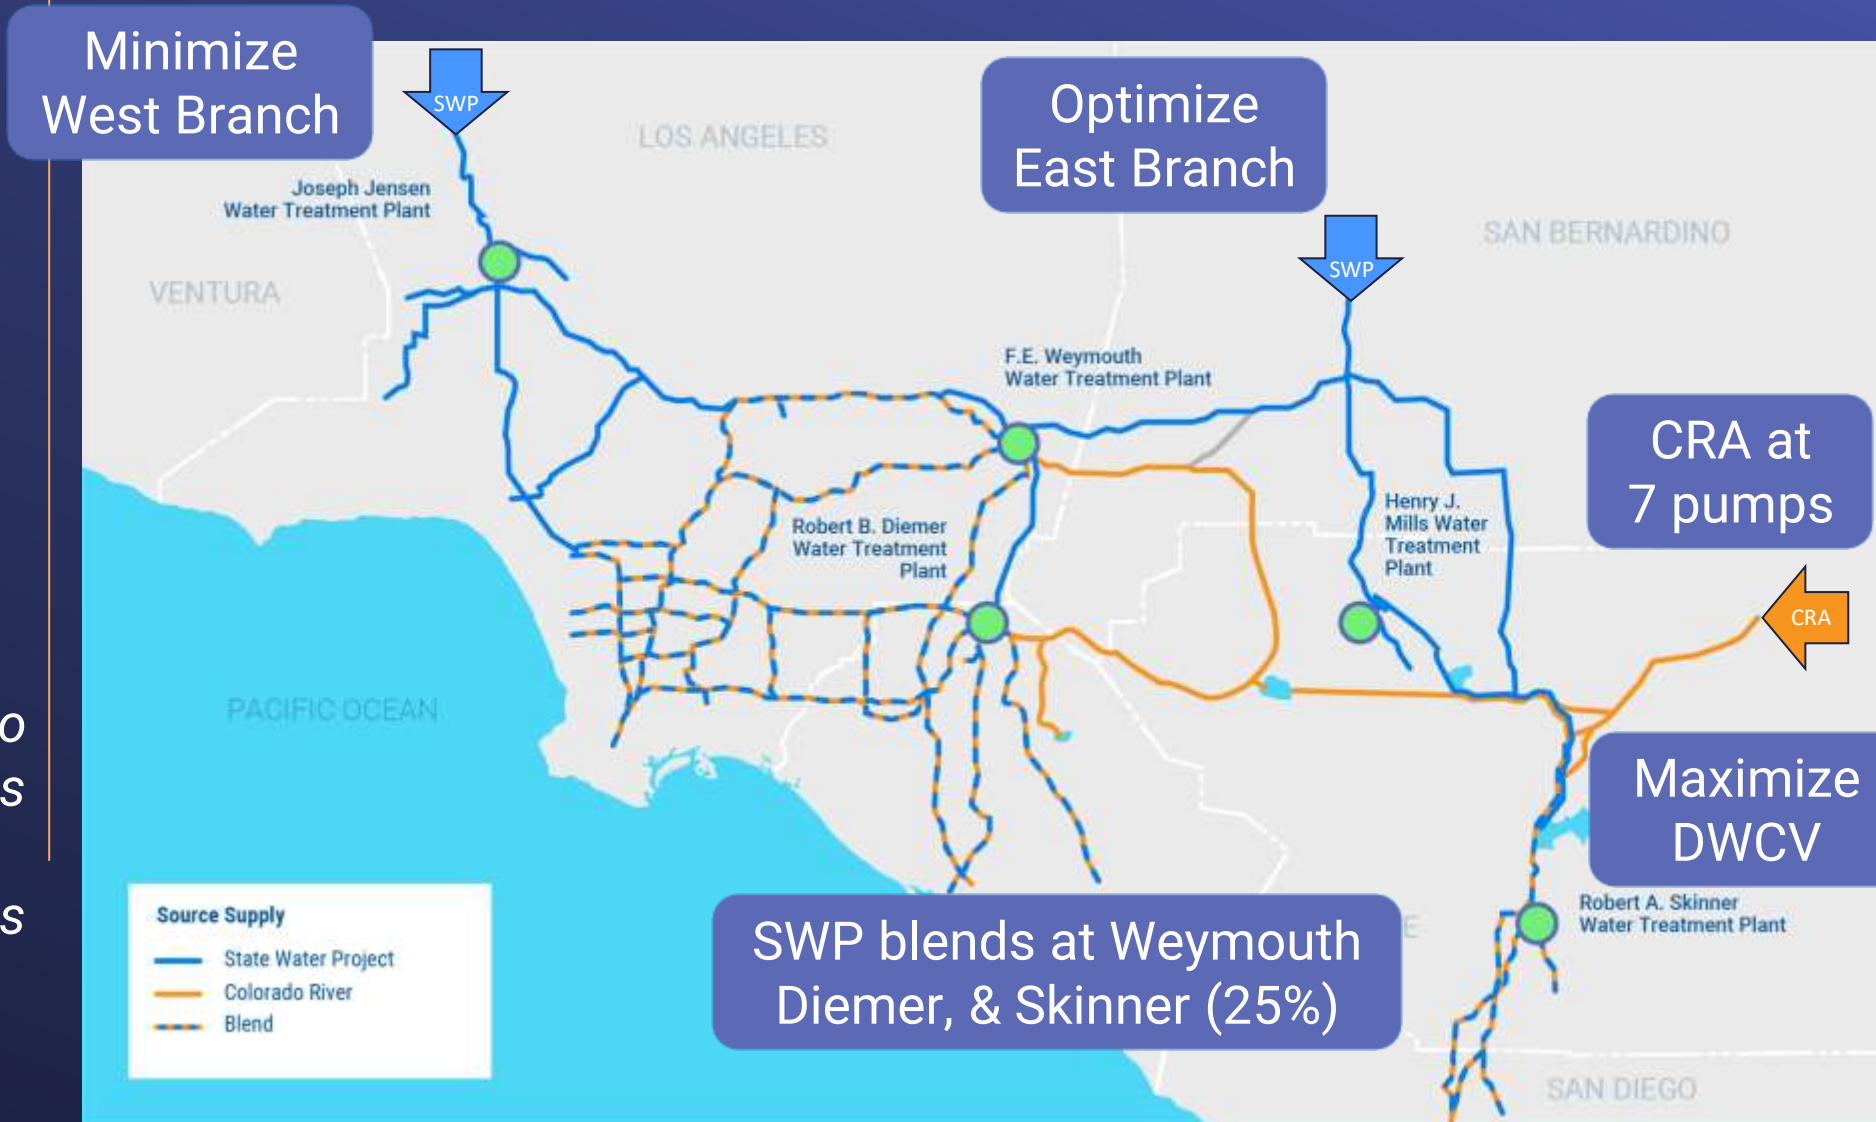 Minimize
West Branch
SWP
LOS ANGELES
Optimize
East Branch
Joseph Jensen
Water Treatment Plant
SAN BERNARDINO
SWP
VENTURA
F.E. Weymouth
Water Treatment Plant
CRA at
7 pumps
Henry J.
Mills Water
Treatment
Plant
Robert B. Diemer
Water Treatment
Plant
CRA
PACIFIC OCEAN
o
s
s
Maximize
DWCV
Source Supply
State Water Project
Colorado River
Blend
SWP blends at Weymouth
Diemer, & Skinner (25%)
E
Robert A. Skinner
Water Treatment Plant
SAN DIEGO